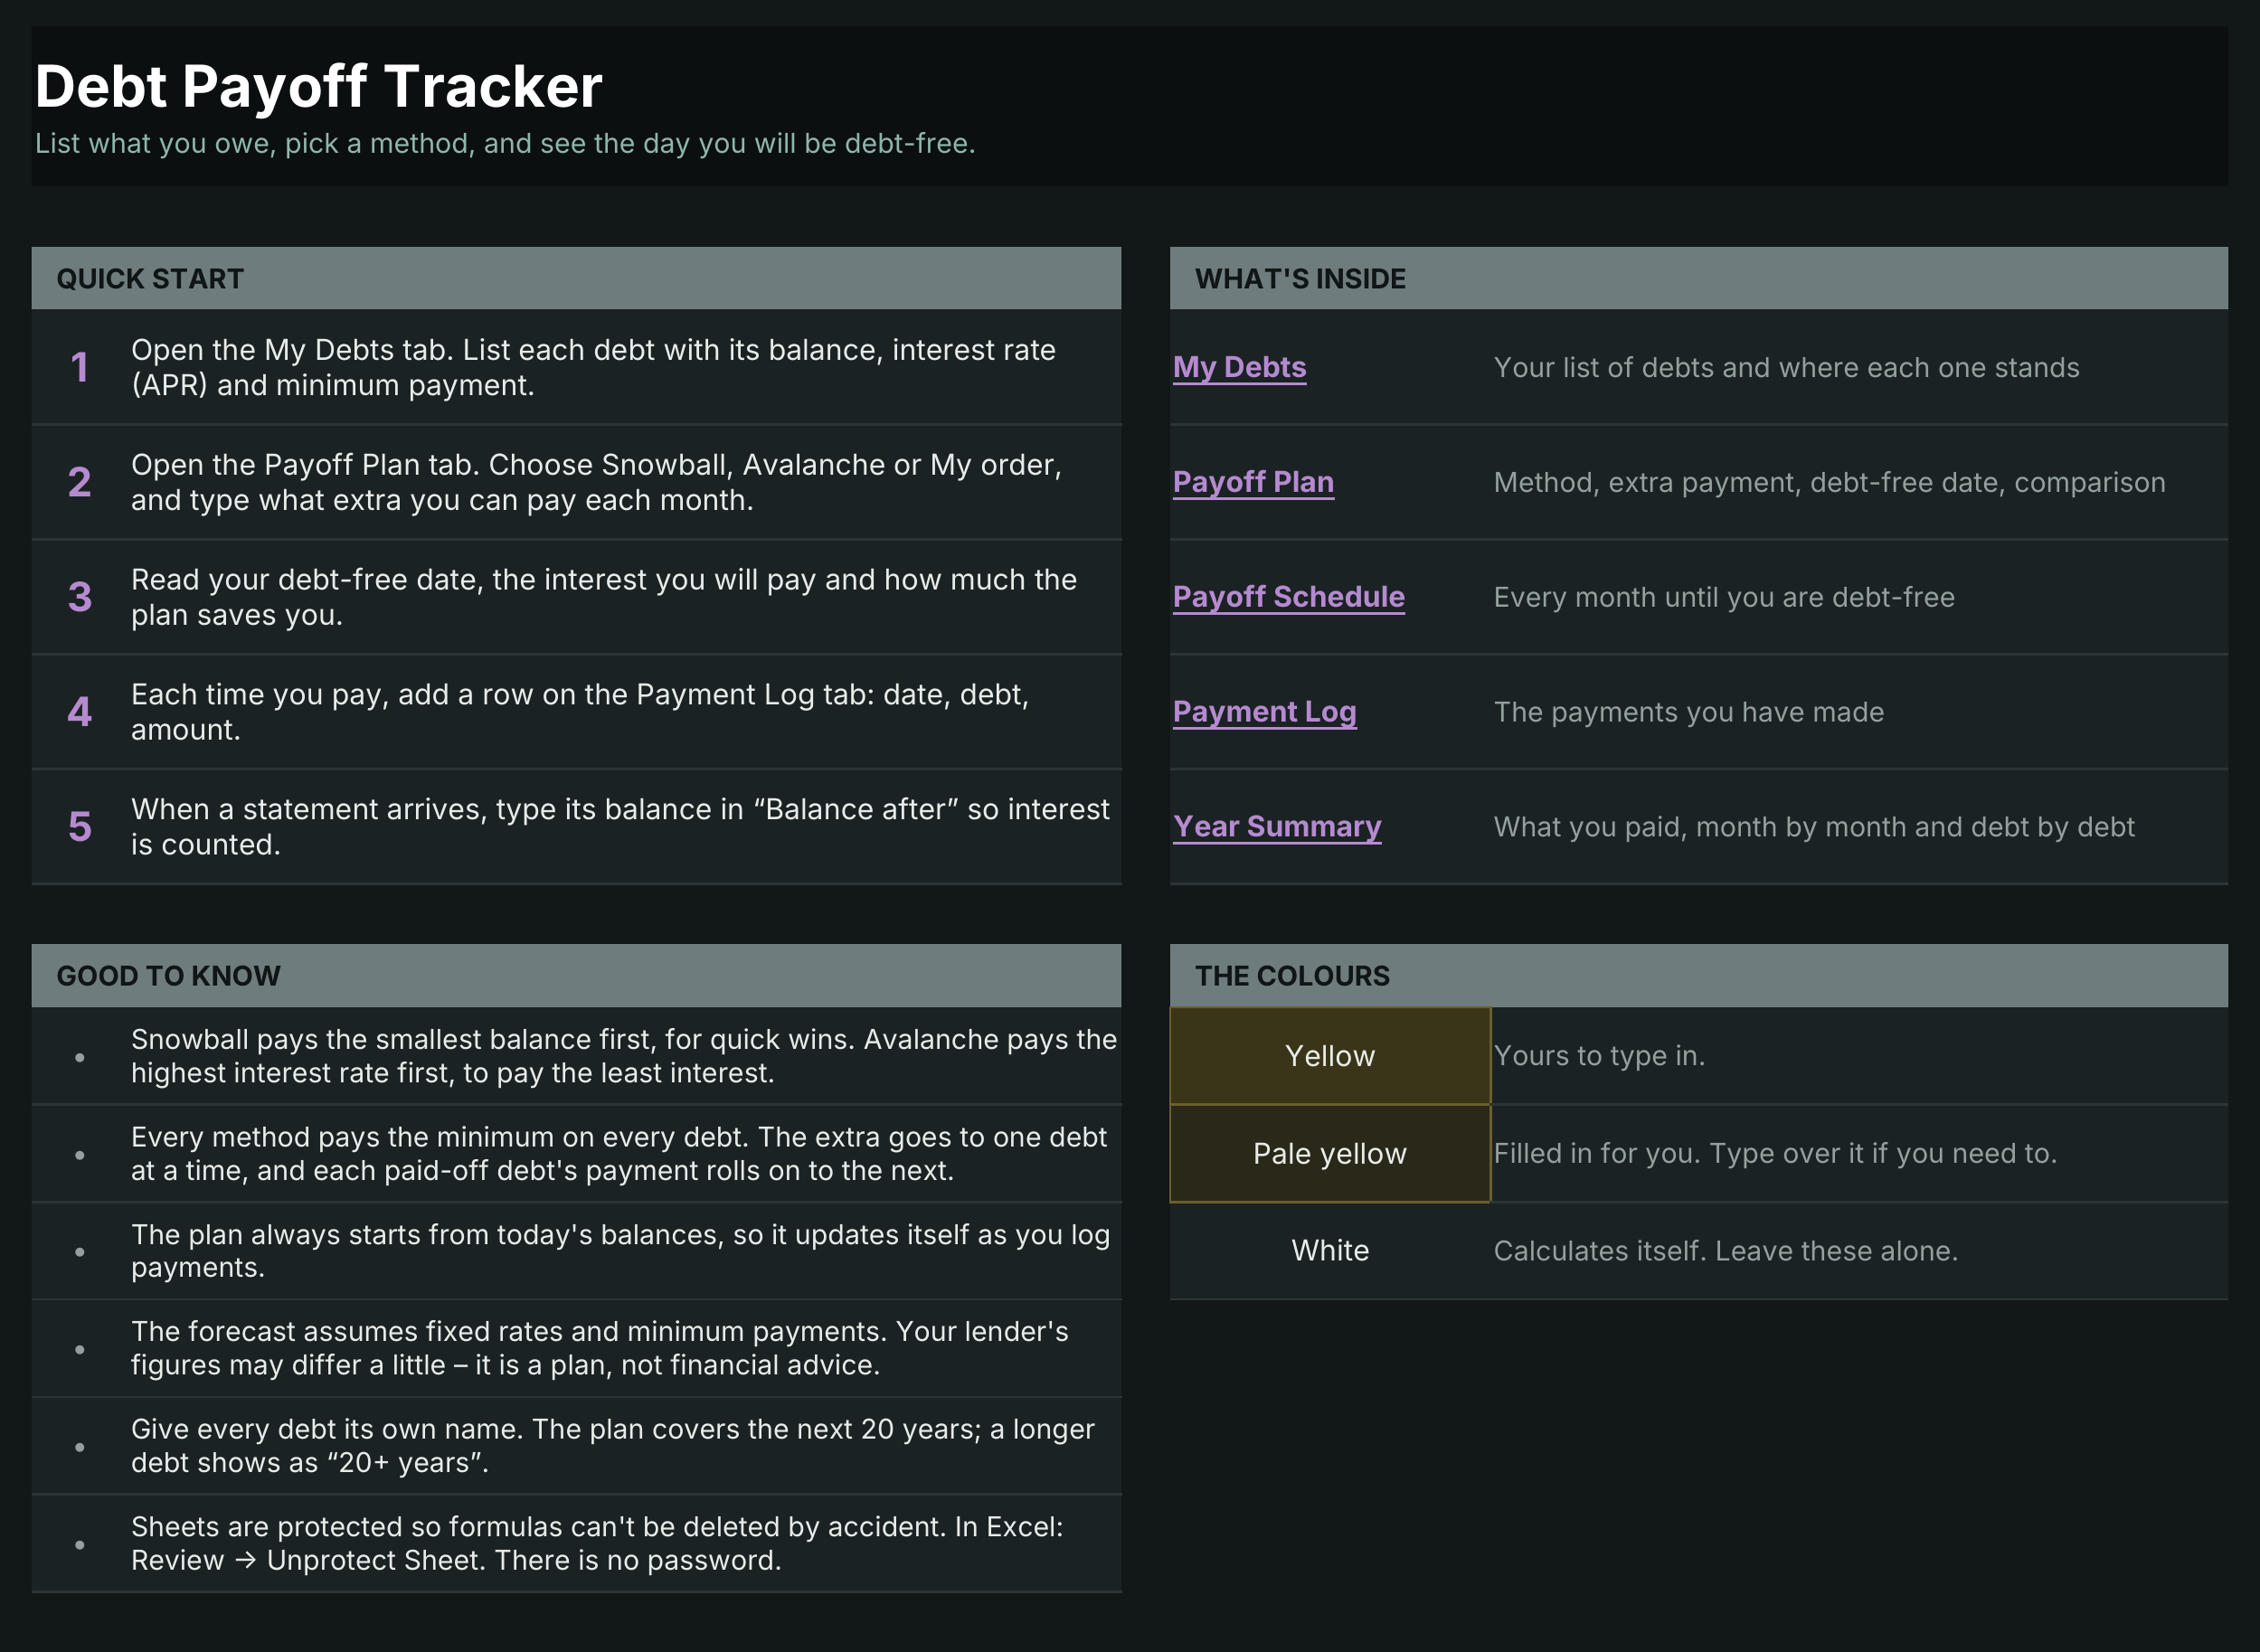 Debt Payoff Tracker
List what you owe, pick a method, and see the day you will be debt-free.
QUICK START
1
Open the My Debts tab. List each debt with its balance, interest rate
(APR) and minimum payment.
2
Open the Payoff Plan tab. Choose Snowball, Avalanche or My order,
and type what extra you can pay each month.
3
Read your debt-free date, the interest you will pay and how much the
plan saves you.
4
Each time you pay, add a row on the Payment Log tab: date, debt,
amount.
5
When a statement arrives, type its balance in “Balance after” so interest
is counted.
WHAT'S INSIDE
My Debts
Your list of debts and where each one stands
Payoff Plan
Method, extra payment, debt-free date, comparison
Payoff Schedule
Every month until you are debt-free
Payment Log
The payments you have made
Year Summary
What you paid, month by month and debt by debt
GOOD TO KNOW
• Snowball pays the smallest balance first, for quick wins. Avalanche pays the
highest interest rate first, to pay the least interest.
• Every method pays the minimum on every debt. The extra goes to one debt
at a time, and each paid-off debt's payment rolls on to the next.
• The plan always starts from today's balances, so it updates itself as you log
payments.
• The forecast assumes fixed rates and minimum payments. Your lender's
figures may differ a little – it is a plan, not financial advice.
• Give every debt its own name. The plan covers the next 20 years; a longer
debt shows as “20+ years”.
• Sheets are protected so formulas can't be deleted by accident. In Excel:
Review → Unprotect Sheet. There is no password.
THE COLOURS
Yellow
Yours to type in.
Pale yellow
Filled in for you. Type over it if you need to.
White
Calculates itself. Leave these alone.